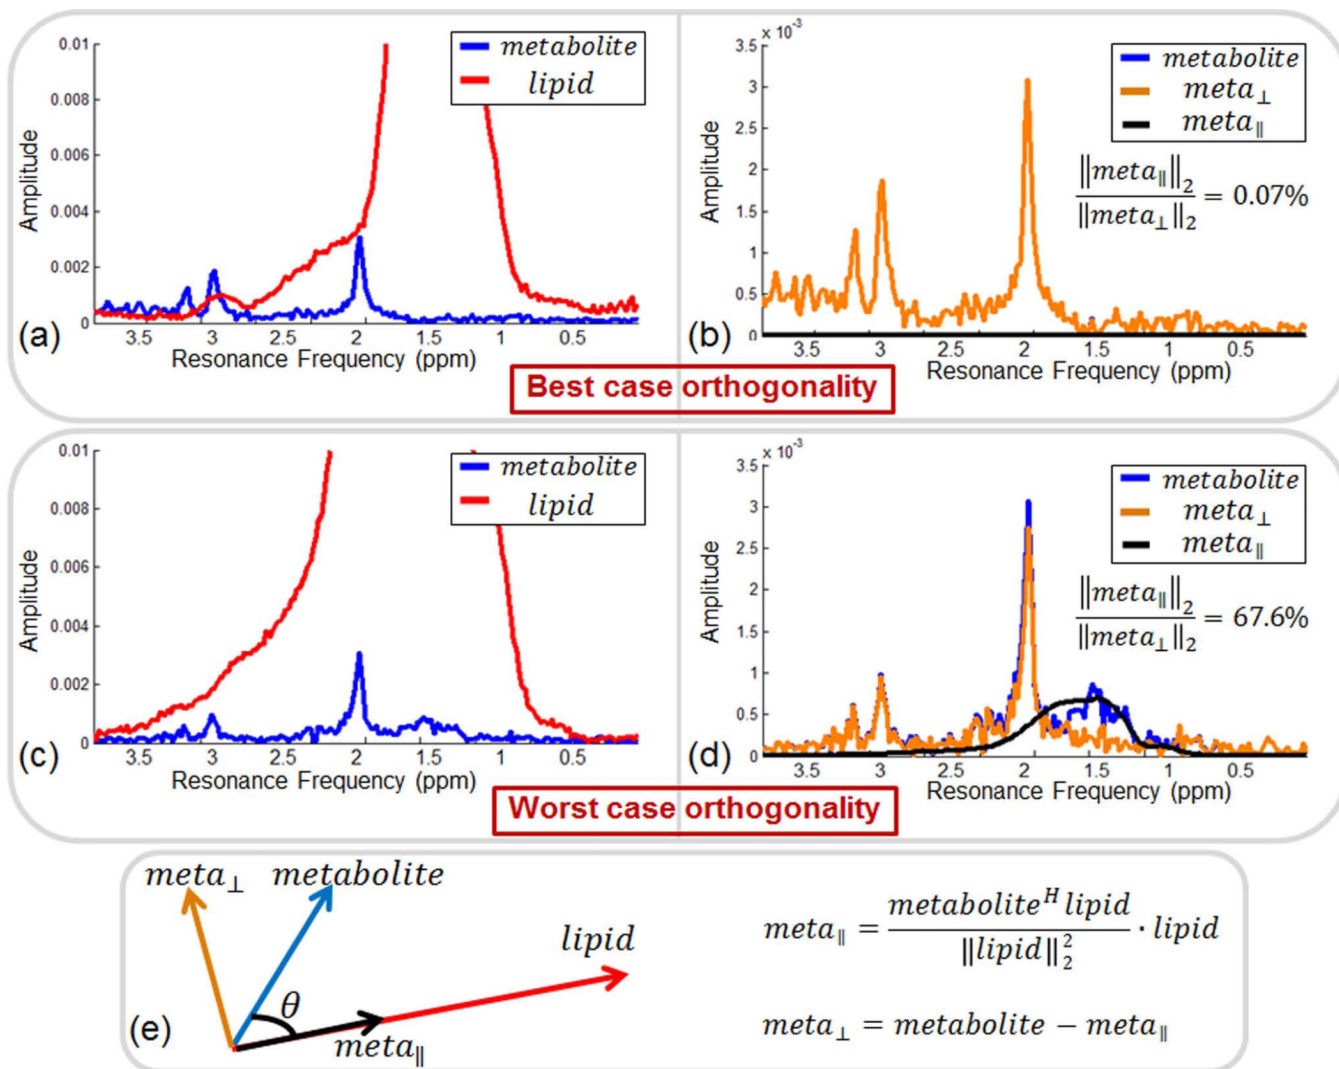 0.01
0.008
0.006
0.004
0.002
0
Amplitude
metabolite
lipid
3.5 3 2.5 2 1.5 1 0.5
Resonance Frequency (ppm)
(a)
× 10⁻³
3.5
3
2.5
2
1.5
1
0.5
0
Amplitude
metabolite
meta⊥
meta∥
‖meta∥‖₂ / ‖meta⊥‖₂ = 0.07%
3.5 3 2.5 2 1.5 1 0.5
Resonance Frequency (ppm)
(b)
Best case orthogonality
0.01
0.008
0.006
0.004
0.002
0
Amplitude
metabolite
lipid
3.5 3 2.5 2 1.5 1 0.5
Resonance Frequency (ppm)
(c)
× 10⁻³
3.5
3
2.5
2
1.5
1
0.5
0
Amplitude
metabolite
meta⊥
meta∥
‖meta∥‖₂ / ‖meta⊥‖₂ = 67.6%
3.5 3 2.5 2 1.5 1 0.5
Resonance Frequency (ppm)
(d)
Worst case orthogonality
meta⊥ metabolite
lipid
θ
meta∥
(e)
meta∥ = metaboliteᴴ lipid / ‖lipid‖₂² · lipid
meta⊥ = metabolite − meta∥